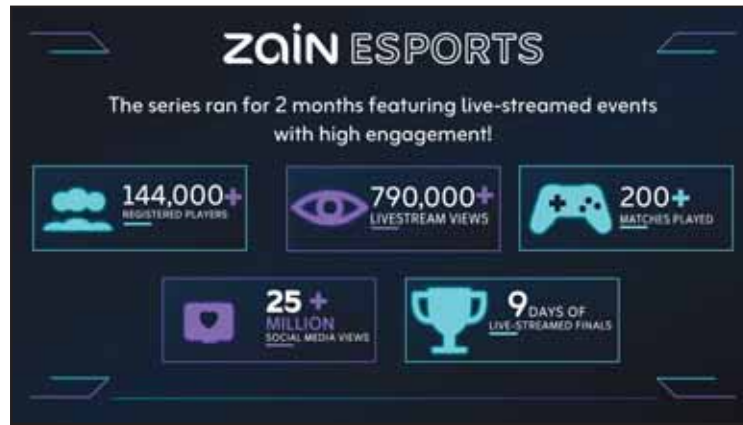 zain ESPORTS
The series ran for 2 months featuring live-streamed events
with high engagement!
144,000+
REGISTERED PLAYERS
790,000+
LIVESTREAM VIEWS
200+
MATCHES PLAYED
25 +
MILLION
SOCIAL MEDIA VIEWS
9 DAYS OF
LIVE-STREAMED FINALS